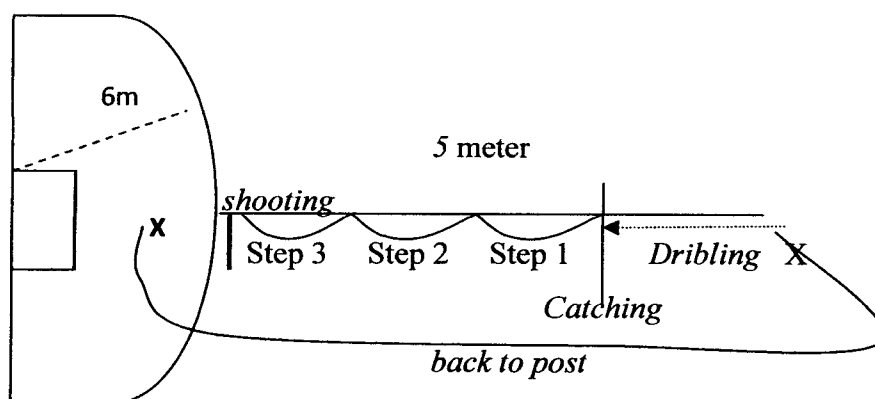 6m
5 meter
shooting
X
Step 3 Step 2 Step 1 Dribling X
Catching
back to post